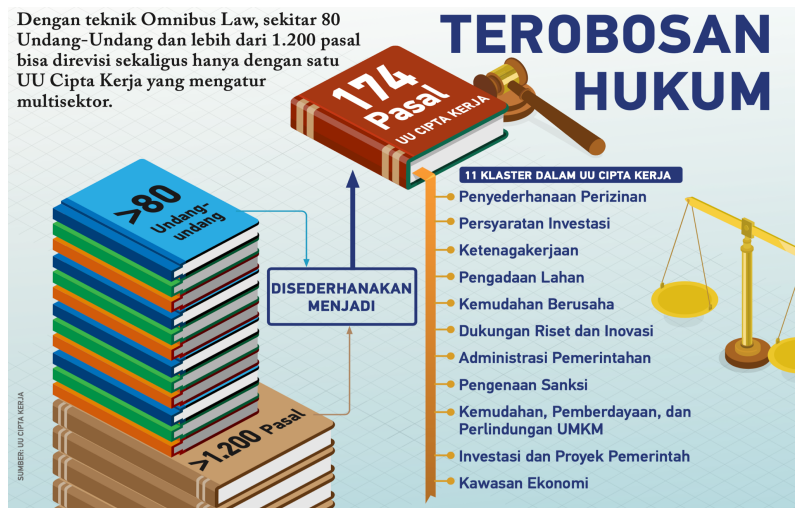 Dengan teknik Omnibus Law, sekitar 80
Undang-Undang dan lebih dari 1.200 pasal
bisa direvisi sekaligus hanya dengan satu
UU Cipta Kerja yang mengatur
multisektor.
TEROBOSAN
HUKUM
174
Pasal
UU CIPTA KERJA
>80
Undang-
undang
DISEDERHANAKAN
MENJADI
>1.200 Pasal
11 KLASTER DALAM UU CIPTA KERJA
Penyederhanaan Perizinan
Persyaratan Investasi
Ketenagakerjaan
Pengadaan Lahan
Kemudahan Berusaha
Dukungan Riset dan Inovasi
Administrasi Pemerintahan
Pengenaan Sanksi
Kemudahan, Pemberdayaan, dan
Perlindungan UMKM
Investasi dan Proyek Pemerintah
Kawasan Ekonomi
SUMBER: UU CIPTA KERJA